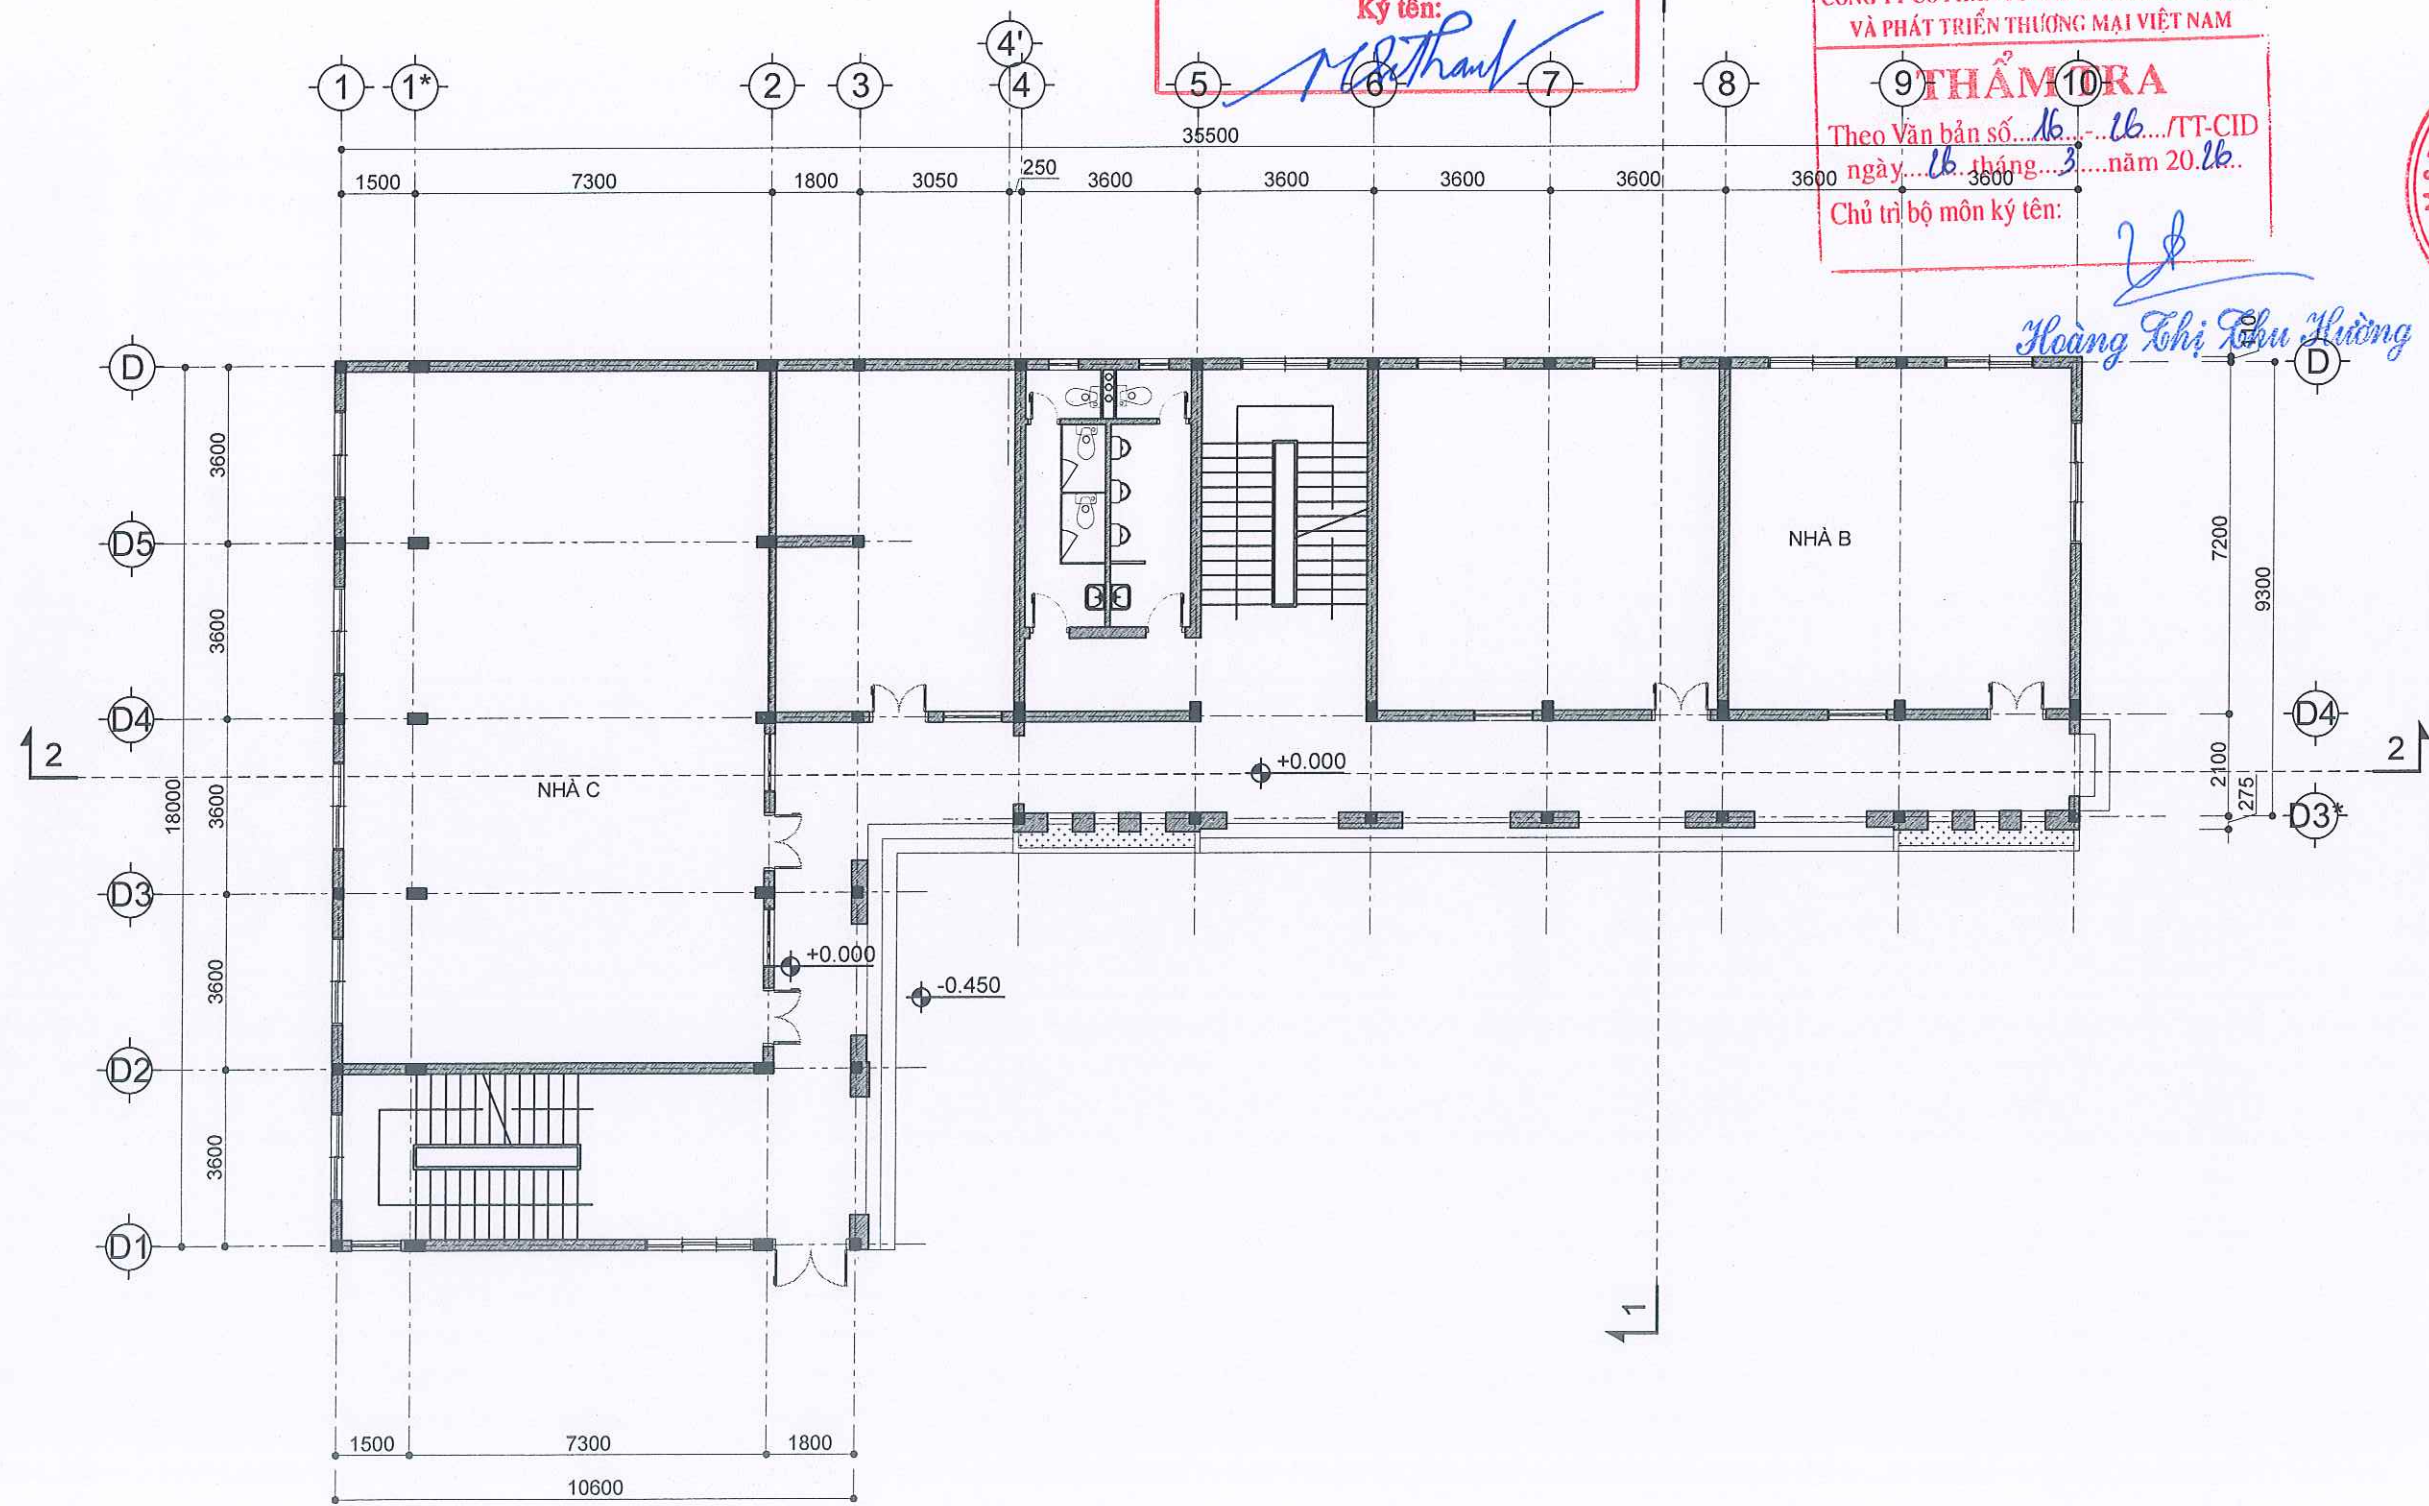 Ký tên:
VÀ PHÁT TRIỂN THƯƠNG MẠI VIỆT NAM
THẨM TRA
Theo Văn bản số...16...-...26.../TT-CID
ngày...26...tháng...3...năm 20.26..
Chủ trì bộ môn ký tên:
Hoàng Thị Thu Hường
4'
1 1* 2 3 4 5 6 7 8 9 10
35500
1500 7300 1800 3050 250 3600 3600 3600 3600 3600 3600
D
D5
D4
D3
D2
D1
3600
3600
3600
3600
3600
18000
D
D4
D3*
7200
2100
275
9300
NHÀ B
NHÀ C
+0.000
+0.000
-0.450
2
2
1
1500 7300 1800
10600